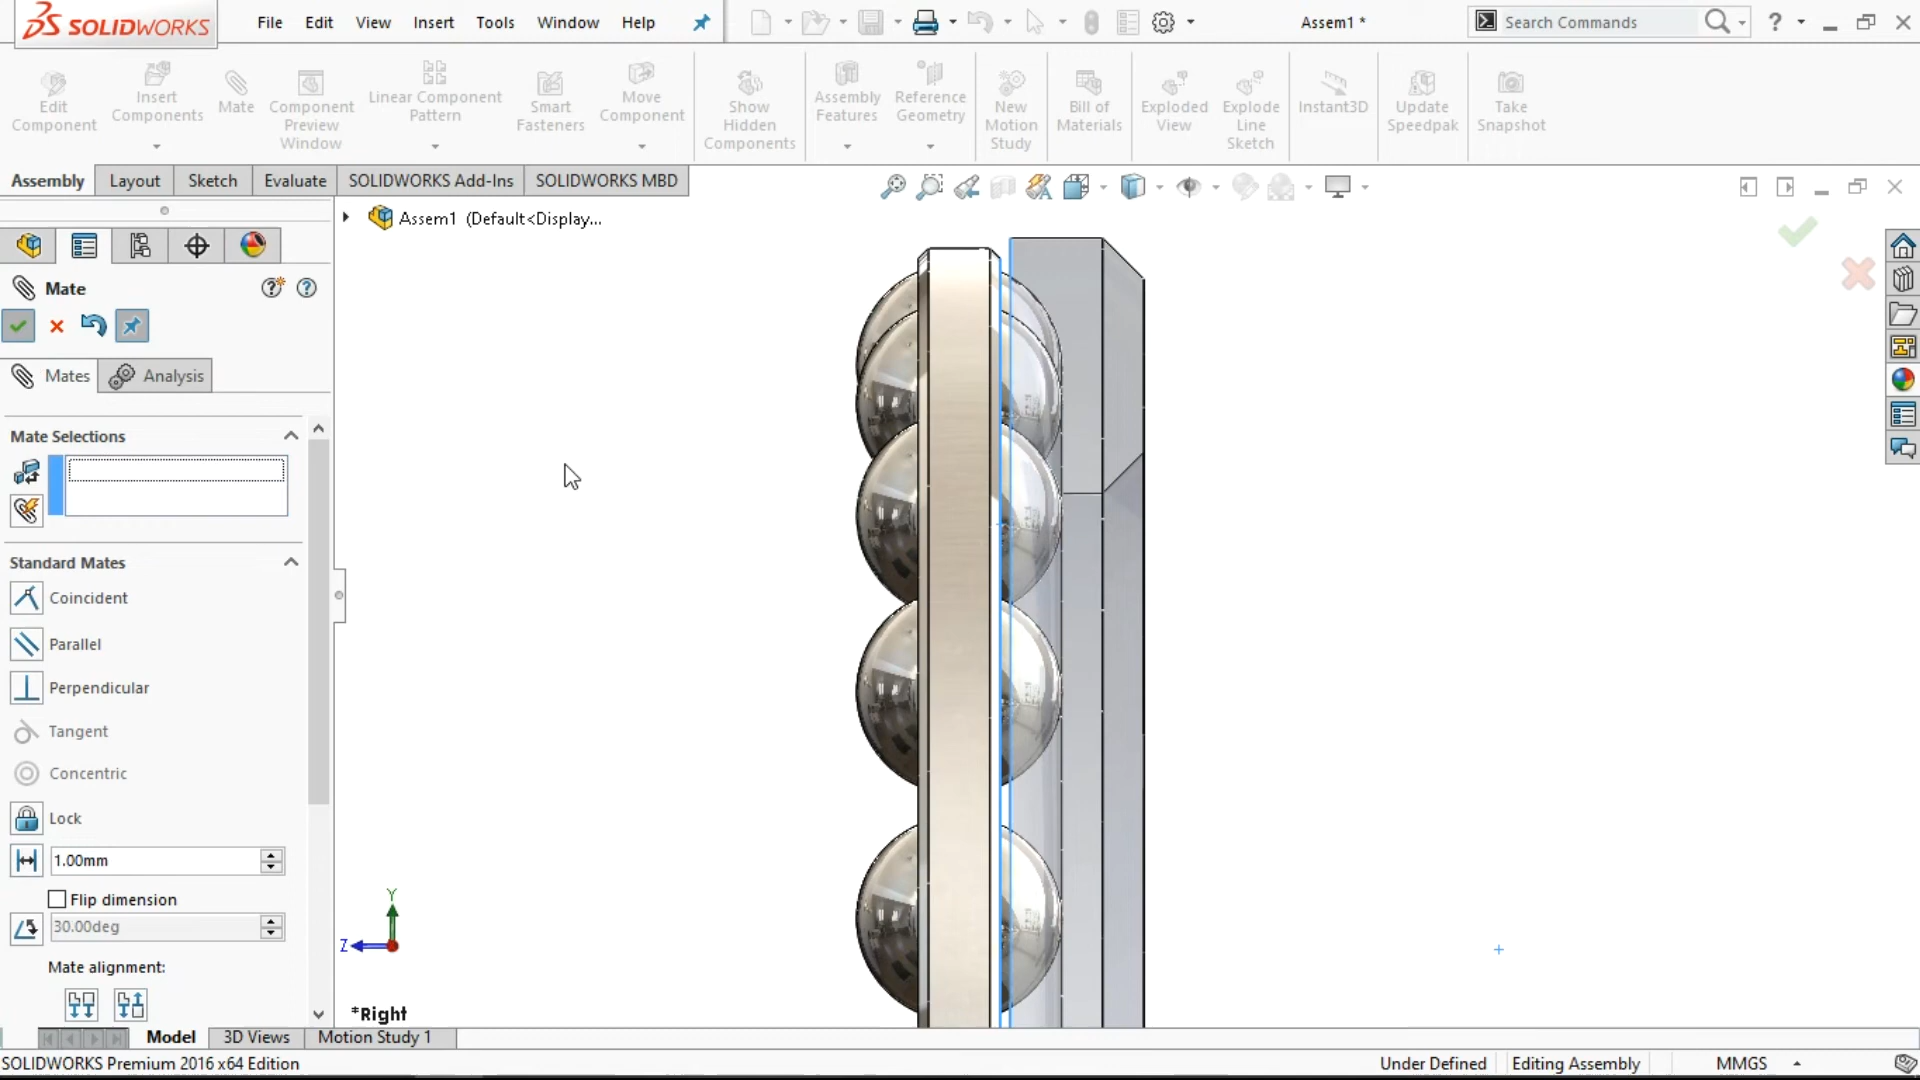 SOLIDWORKS File Edit View Insert Tools Window Help Assem1 * Search Commands ?
Edit Component
Insert Components
Mate
Component Preview Window
Linear Component Pattern
Smart Fasteners
Move Component
Show Hidden Components
Assembly Features
Reference Geometry
New Motion Study
Bill of Materials
Exploded View
Explode Line Sketch
Instant3D
Update Speedpak
Take Snapshot
Assembly Layout Sketch Evaluate SOLIDWORKS Add-Ins SOLIDWORKS MBD
Assem1 (Default<Display...
Mate
Mates Analysis
Mate Selections
Standard Mates
Coincident
Parallel
Perpendicular
Tangent
Concentric
Lock
1.00mm
Flip dimension
30.00deg
Mate alignment:
Y
Z
*Right
Model 3D Views Motion Study 1
SOLIDWORKS Premium 2016 x64 Edition Under Defined Editing Assembly MMGS